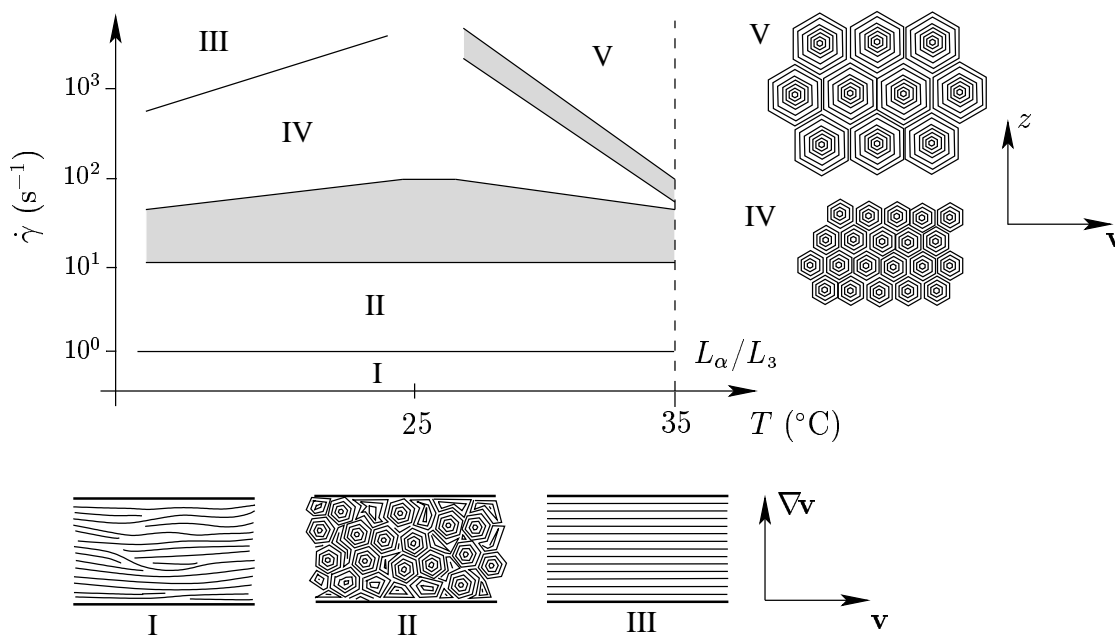 γ̇ (s⁻¹)
10³
10²
10¹
10⁰
III
V
IV
II
I
25
35
T (°C)
L_α/L₃
V
IV
z
v
I
II
III
∇v
v